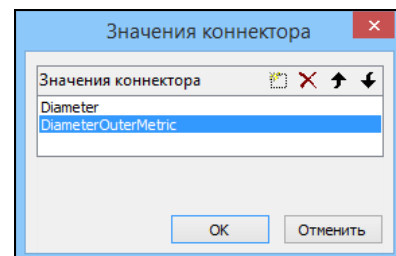 Значения коннектора
Значения коннектора
Diameter
DiameterOuterMetric
OK
Отменить